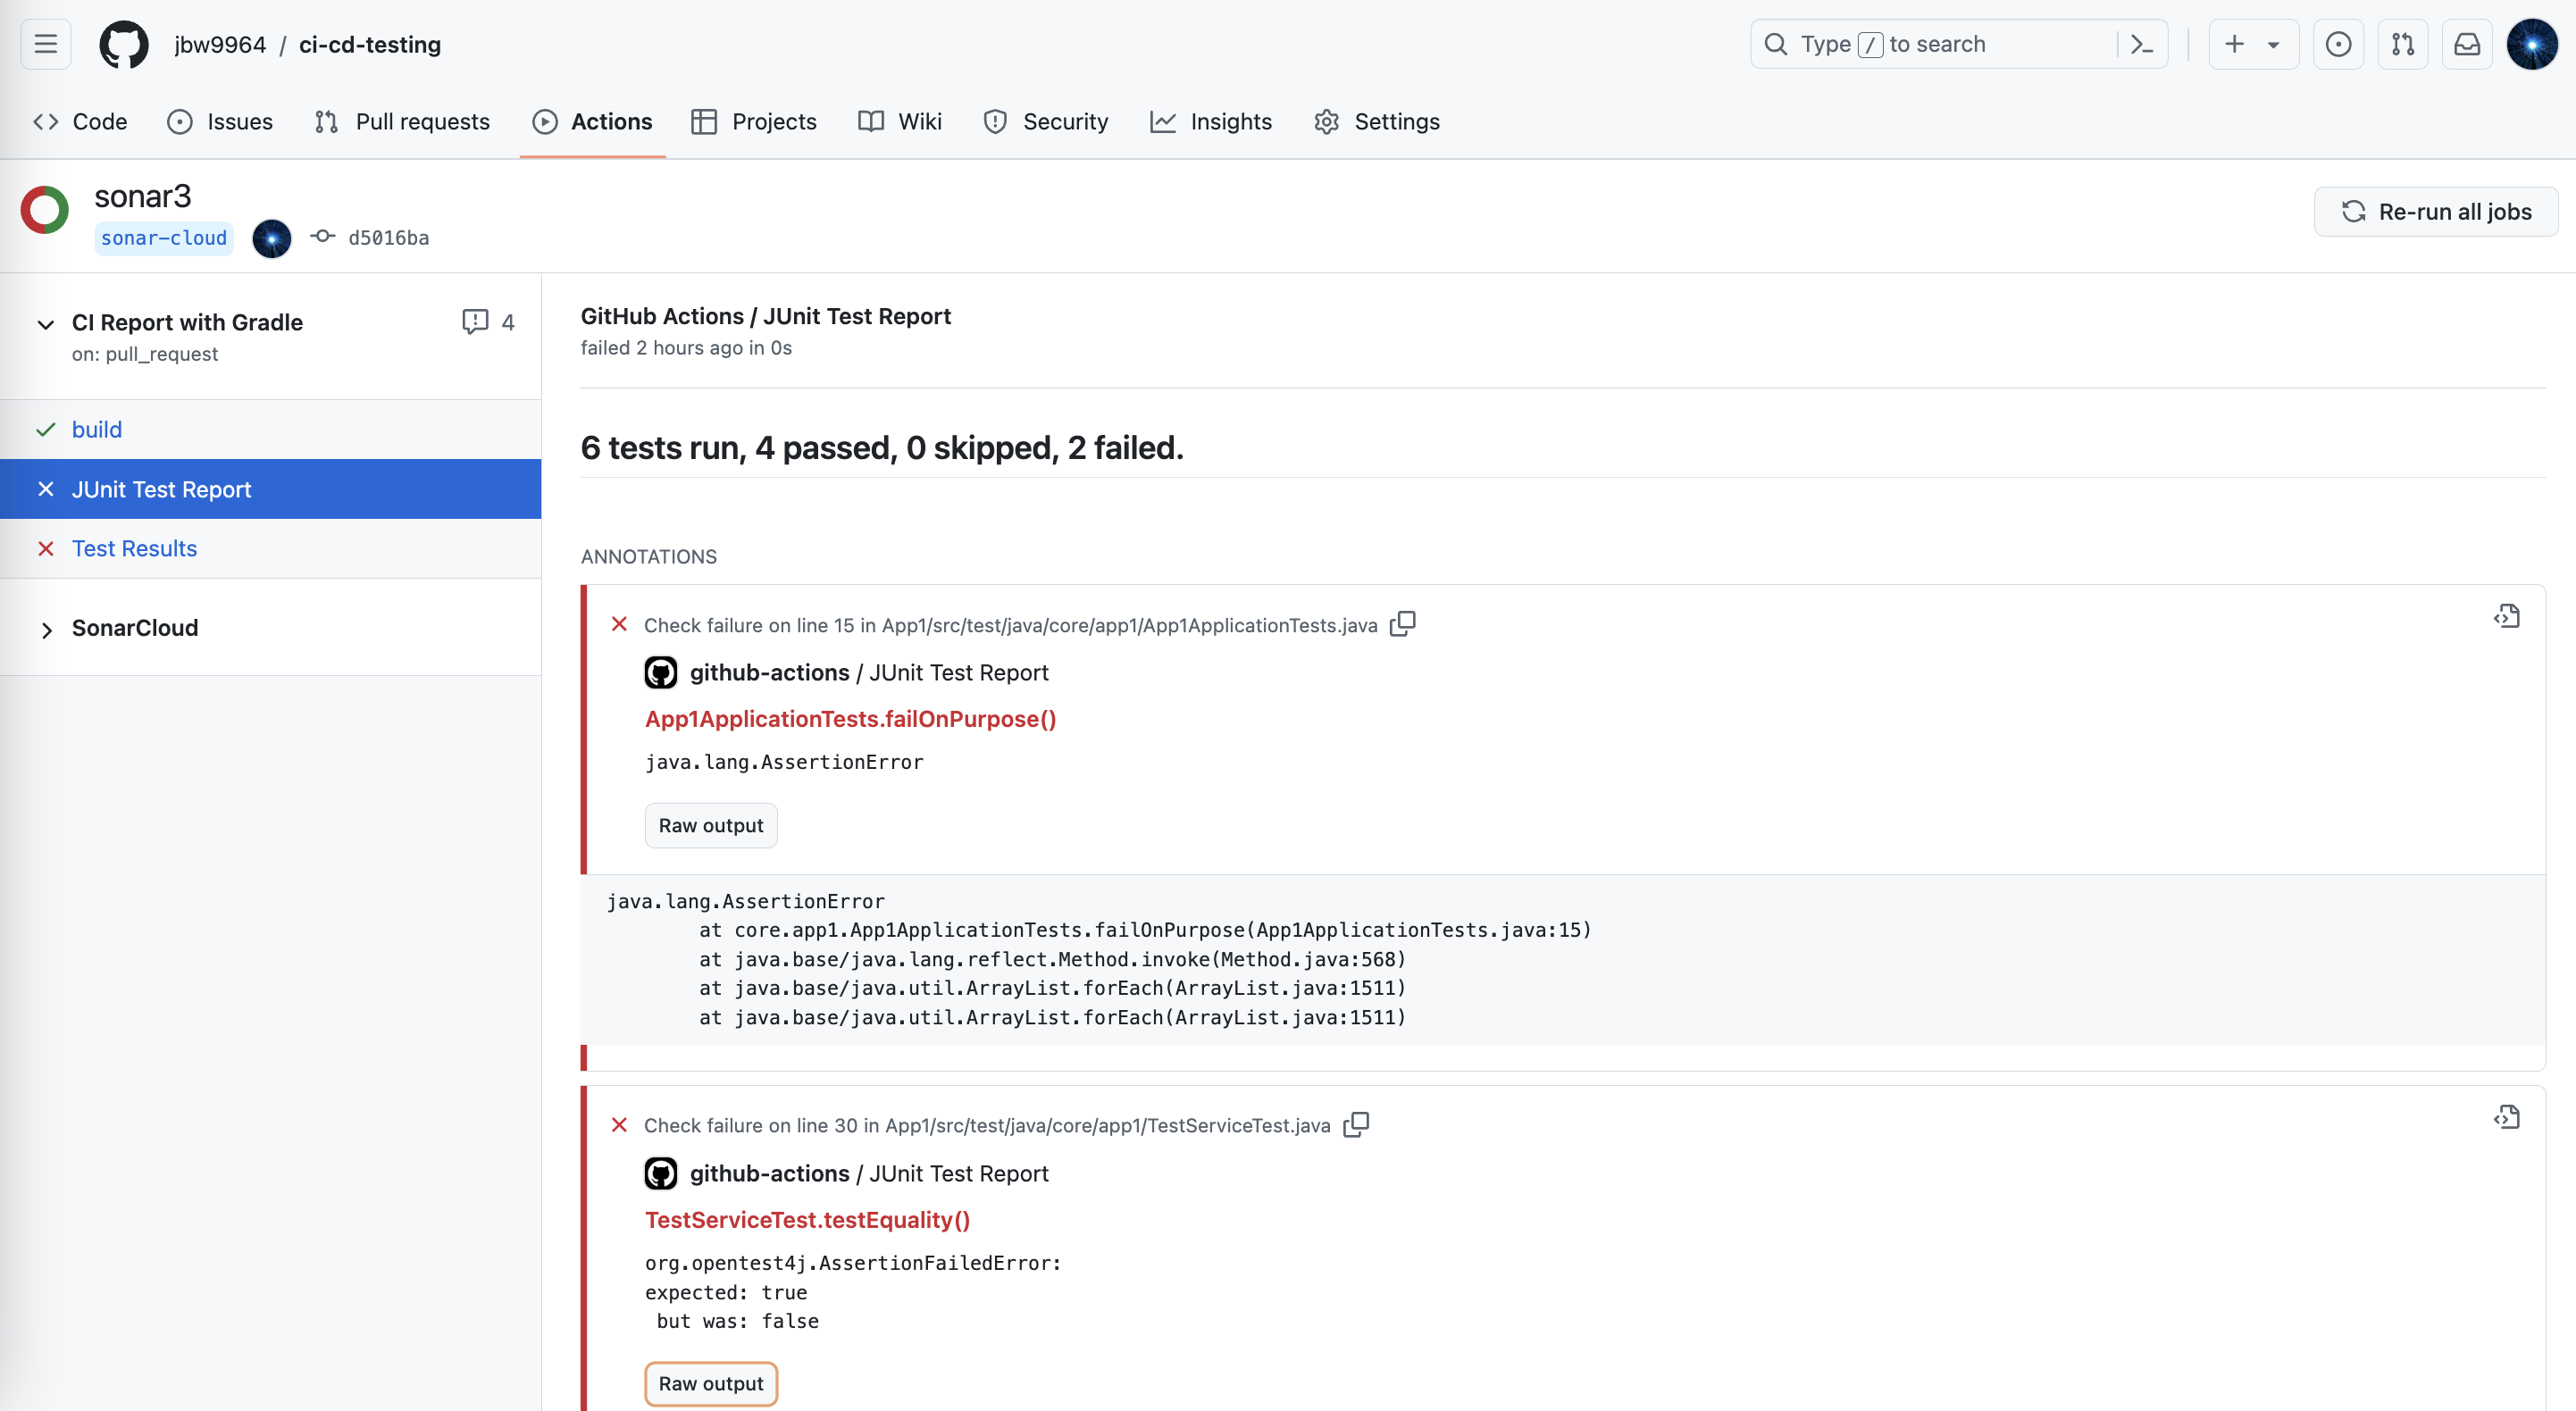 jbw9964 / ci-cd-testing
Type / to search
Code
Issues
Pull requests
Actions
Projects
Wiki
Security
Insights
Settings
sonar3
sonar-cloud
d5016ba
Re-run all jobs
CI Report with Gradle
4
on: pull_request
build
JUnit Test Report
Test Results
SonarCloud
GitHub Actions / JUnit Test Report
failed 2 hours ago in 0s
6 tests run, 4 passed, 0 skipped, 2 failed.
ANNOTATIONS
Check failure on line 15 in App1/src/test/java/core/app1/App1ApplicationTests.java
github-actions / JUnit Test Report
App1ApplicationTests.failOnPurpose()
java.lang.AssertionError
Raw output
java.lang.AssertionError
at core.app1.App1ApplicationTests.failOnPurpose(App1ApplicationTests.java:15)
at java.base/java.lang.reflect.Method.invoke(Method.java:568)
at java.base/java.util.ArrayList.forEach(ArrayList.java:1511)
at java.base/java.util.ArrayList.forEach(ArrayList.java:1511)
Check failure on line 30 in App1/src/test/java/core/app1/TestServiceTest.java
github-actions / JUnit Test Report
TestServiceTest.testEquality()
org.opentest4j.AssertionFailedError:
expected: true
but was: false
Raw output